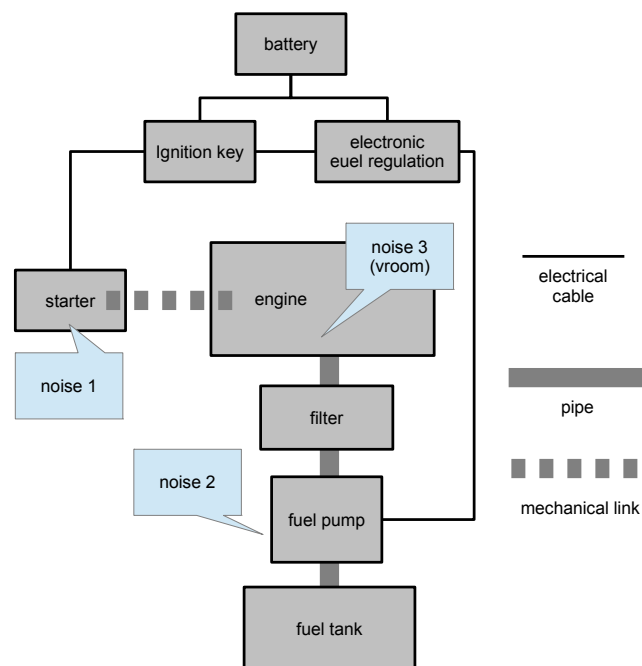 battery
Ignition key
electronic
euel regulation
noise 3
(vroom)
starter
engine
electrical
cable
noise 1
filter
pipe
noise 2
fuel pump
mechanical link
fuel tank